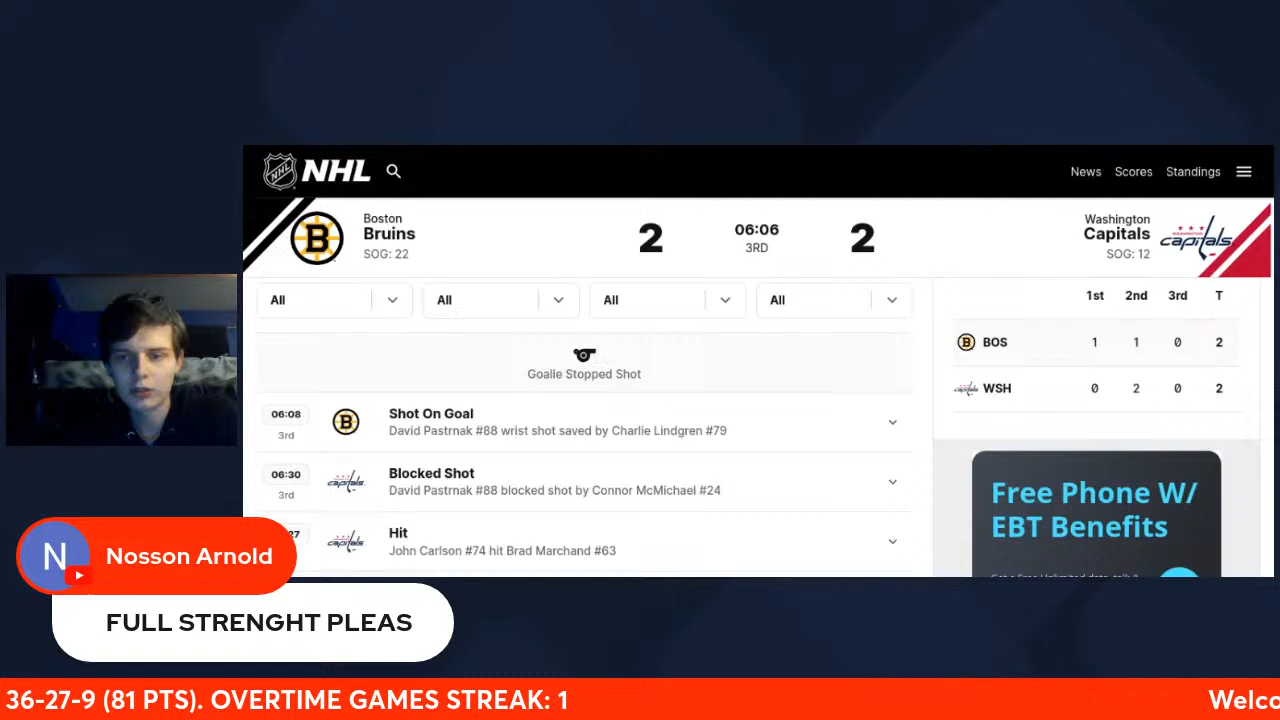 NHL
News Scores Standings
Boston
Bruins
SOG: 22
2
06:06
3RD
2
Washington
Capitals
SOG: 12
capitals
All All All All
Goalie Stopped Shot
06:08
3rd
B
Shot On Goal
David Pastrnak #88 wrist shot saved by Charlie Lindgren #79
06:30
3rd
capitals
Blocked Shot
David Pastrnak #88 blocked shot by Connor McMichael #24
capitals
Hit
John Carlson #74 hit Brad Marchand #63
1st 2nd 3rd T
BOS 1 1 0 2
WSH 0 2 0 2
Free Phone W/
EBT Benefits
N
Nosson Arnold
FULL STRENGHT PLEAS
36-27-9 (81 PTS). OVERTIME GAMES STREAK: 1
Welco